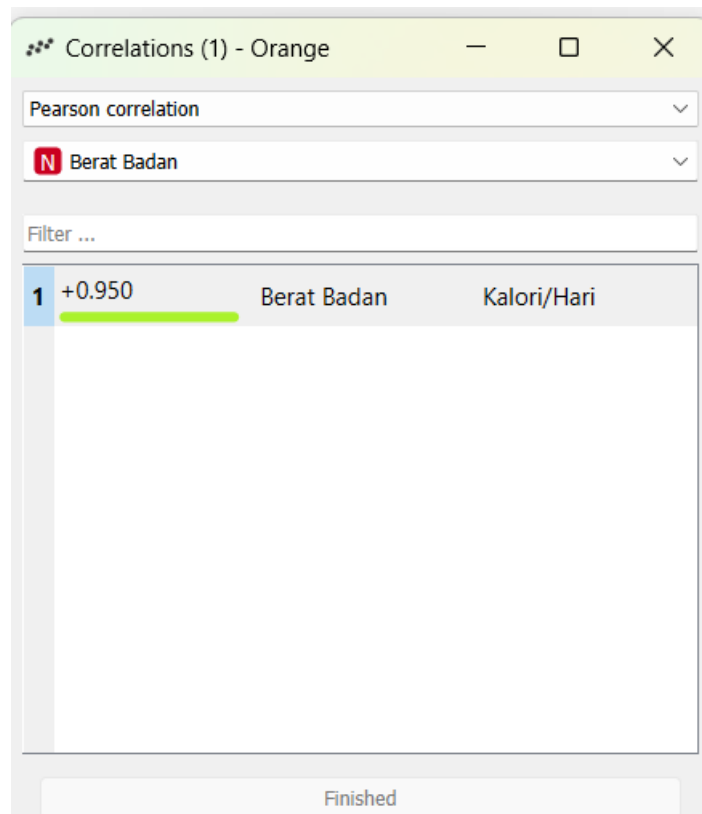 Correlations (1) - Orange
Pearson correlation
N Berat Badan
Filter ...
1 +0.950 Berat Badan Kalori/Hari
Finished